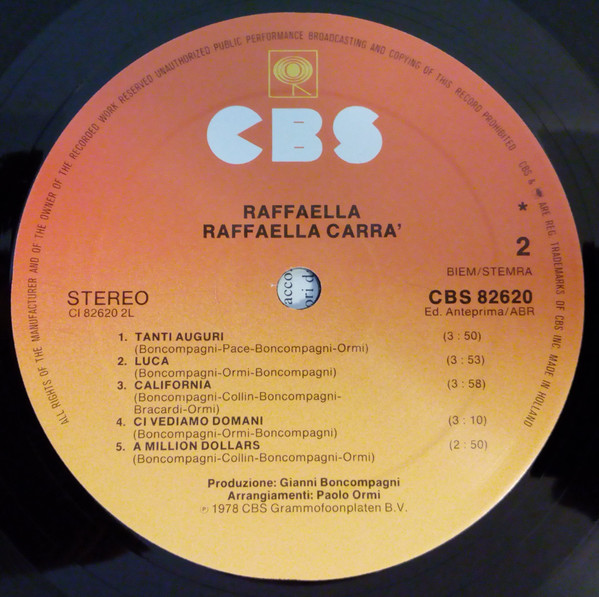 ALL RIGHTS OF THE MANUFACTURER AND OF THE OWNER OF THE RECORDED WORK RESERVED UNAUTHORIZED PUBLIC PERFORMANCE BROADCASTING AND COPYING OF THIS RECORD PROHIBITED
CBS & ARE REG. TRADEMARKS OF CBS INC MADE IN HOLLAND
CBS
RAFFAELLA
RAFFAELLA CARRA'
*
2
BIEM/STEMRA
STEREO
CBS 82620
CI 82620 2L
Ed. Anteprima/ABR
acco.
ori d
1. TANTI AUGURI (3 : 50)
(Boncompagni-Pace-Boncompagni-Ormi)
2. LUCA (3 : 53)
(Boncompagni-Ormi-Boncompagni)
3. CALIFORNIA (3 : 58)
(Boncompagni-Collin-Boncompagni-
Bracardi-Ormi)
4. CI VEDIAMO DOMANI (3 : 10)
(Boncompagni-Ormi-Boncompagni)
5. A MILLION DOLLARS (2 : 50)
(Boncompagni-Collin-Boncompagni-Ormi)
Produzione: Gianni Boncompagni
Arrangiamenti: Paolo Ormi
℗ 1978 CBS Grammofoonplaten B.V.